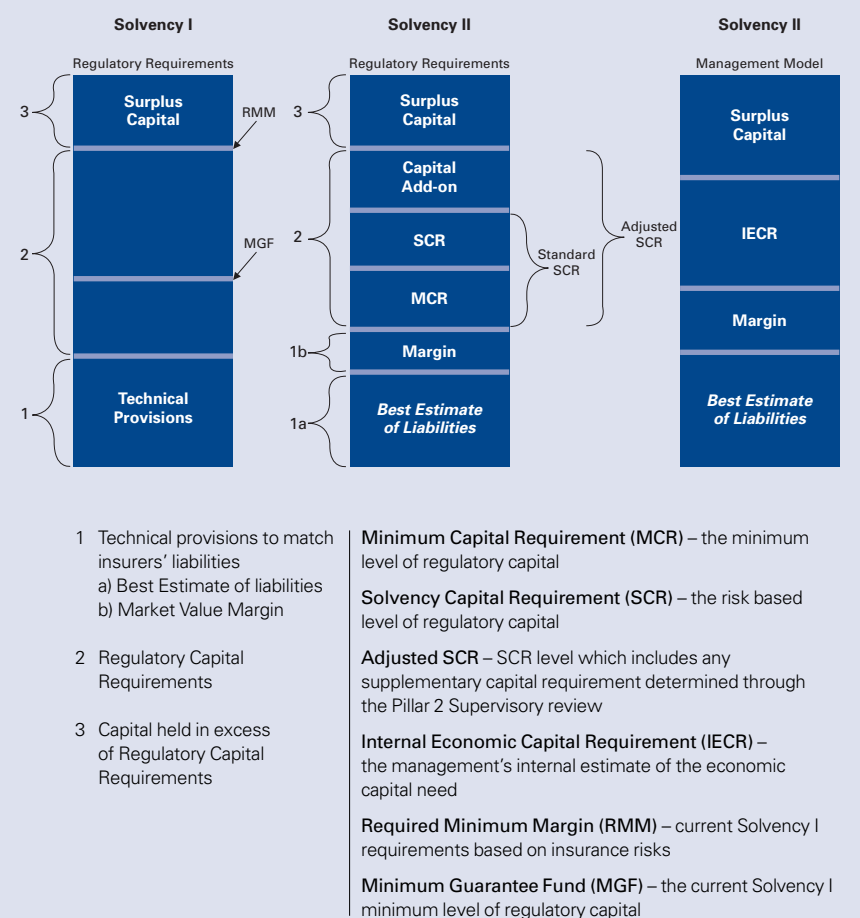 Solvency I
Solvency II
Solvency II
Regulatory Requirements
Regulatory Requirements
Management Model
3
Surplus
Capital
RMM
2
MGF
1
Technical
Provisions
3
Surplus
Capital
2
Capital
Add-on
SCR
MCR
Standard
SCR
Adjusted
SCR
1b
Margin
1a
Best Estimate
of Liabilities
Surplus
Capital
IECR
Margin
Best Estimate
of Liabilities
1 Technical provisions to match
insurers’ liabilities
a) Best Estimate of liabilities
b) Market Value Margin
2 Regulatory Capital
Requirements
3 Capital held in excess
of Regulatory Capital
Requirements
Minimum Capital Requirement (MCR) – the minimum
level of regulatory capital
Solvency Capital Requirement (SCR) – the risk based
level of regulatory capital
Adjusted SCR – SCR level which includes any
supplementary capital requirement determined through
the Pillar 2 Supervisory review
Internal Economic Capital Requirement (IECR) –
the management’s internal estimate of the economic
capital need
Required Minimum Margin (RMM) – current Solvency I
requirements based on insurance risks
Minimum Guarantee Fund (MGF) – the current Solvency I
minimum level of regulatory capital